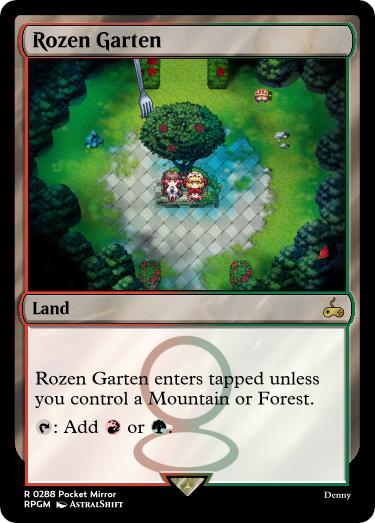 Rozen Garten
Land
Rozen Garten enters tapped unless
you control a Mountain or Forest.
: Add or .
R 0288 Pocket Mirror
RPGM AstralShift
Denny